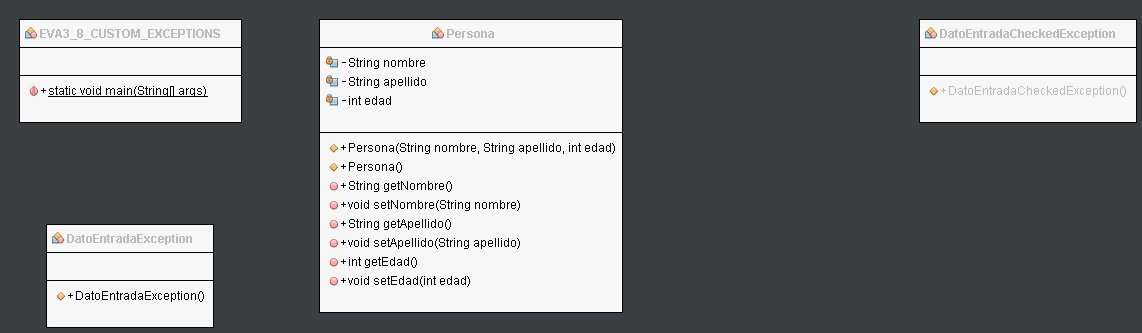 EVA3_8_CUSTOM_EXCEPTIONS
+static void main(String[] args)
Persona
-String nombre
-String apellido
-int edad
+Persona(String nombre, String apellido, int edad)
+Persona()
+String getNombre()
+void setNombre(String nombre)
+String getApellido()
+void setApellido(String apellido)
+int getEdad()
+void setEdad(int edad)
DatoEntradaCheckedException
+DatoEntradaCheckedException()
DatoEntradaException
+DatoEntradaException()